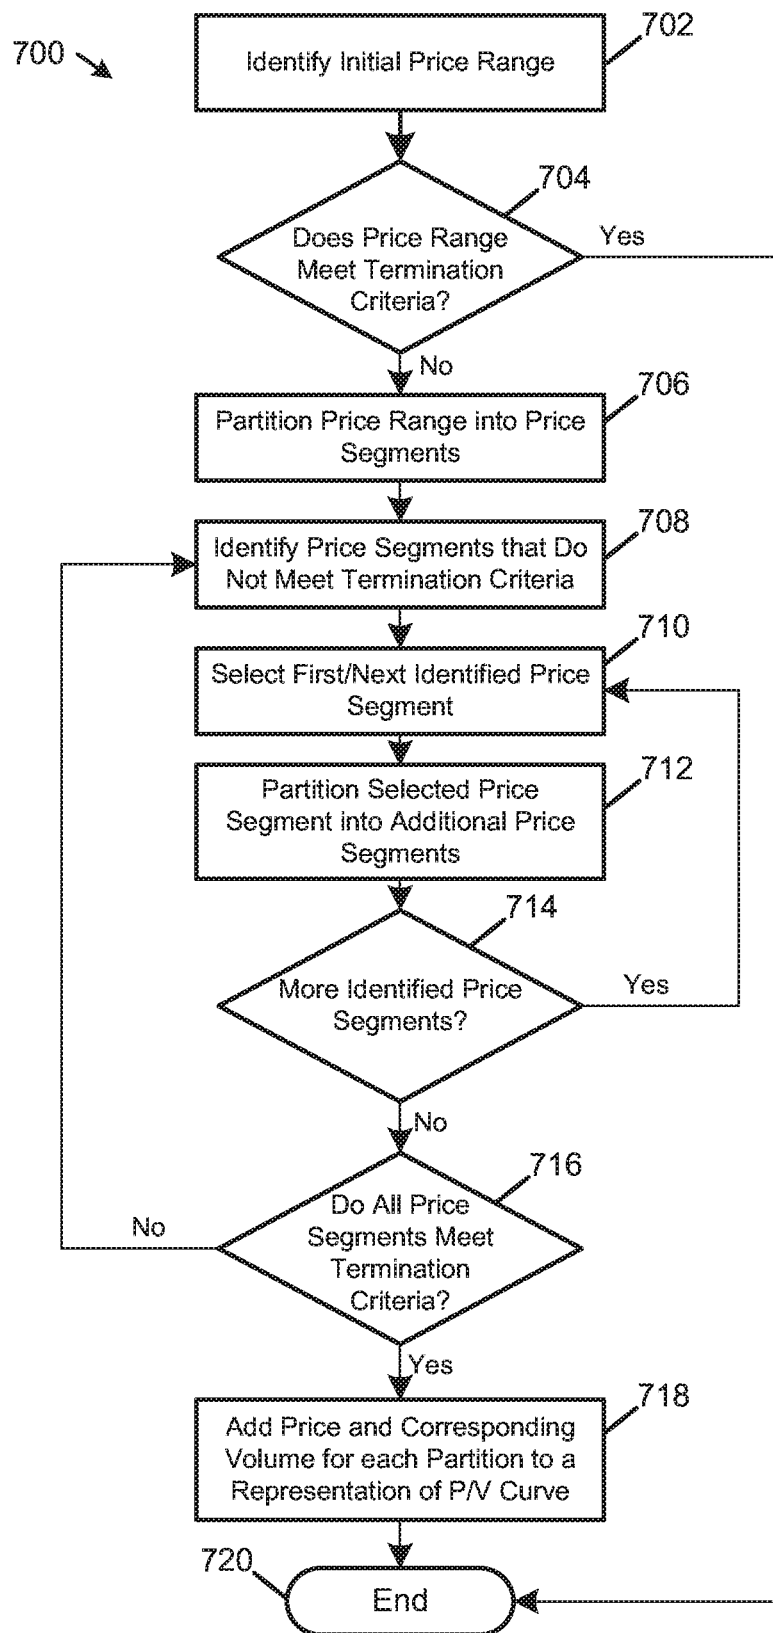 700
702
Identify Initial Price Range
704
Does Price Range
Meet Termination
Criteria?
Yes
No
706
Partition Price Range into Price
Segments
708
Identify Price Segments that Do
Not Meet Termination Criteria
710
Select First/Next Identified Price
Segment
712
Partition Selected Price
Segment into Additional Price
Segments
714
More Identified Price
Segments?
Yes
No
716
Do All Price
Segments Meet
Termination
Criteria?
No
Yes
718
Add Price and Corresponding
Volume for each Partition to a
Representation of P/V Curve
720
End